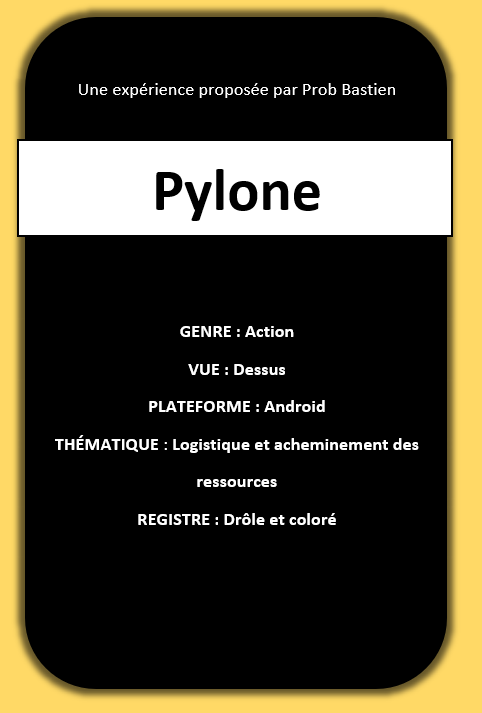 Une expérience proposée par Prob Bastien
Pylone
GENRE : Action
VUE : Dessus
PLATEFORME : Android
THÉMATIQUE : Logistique et acheminement des
ressources
REGISTRE : Drôle et coloré